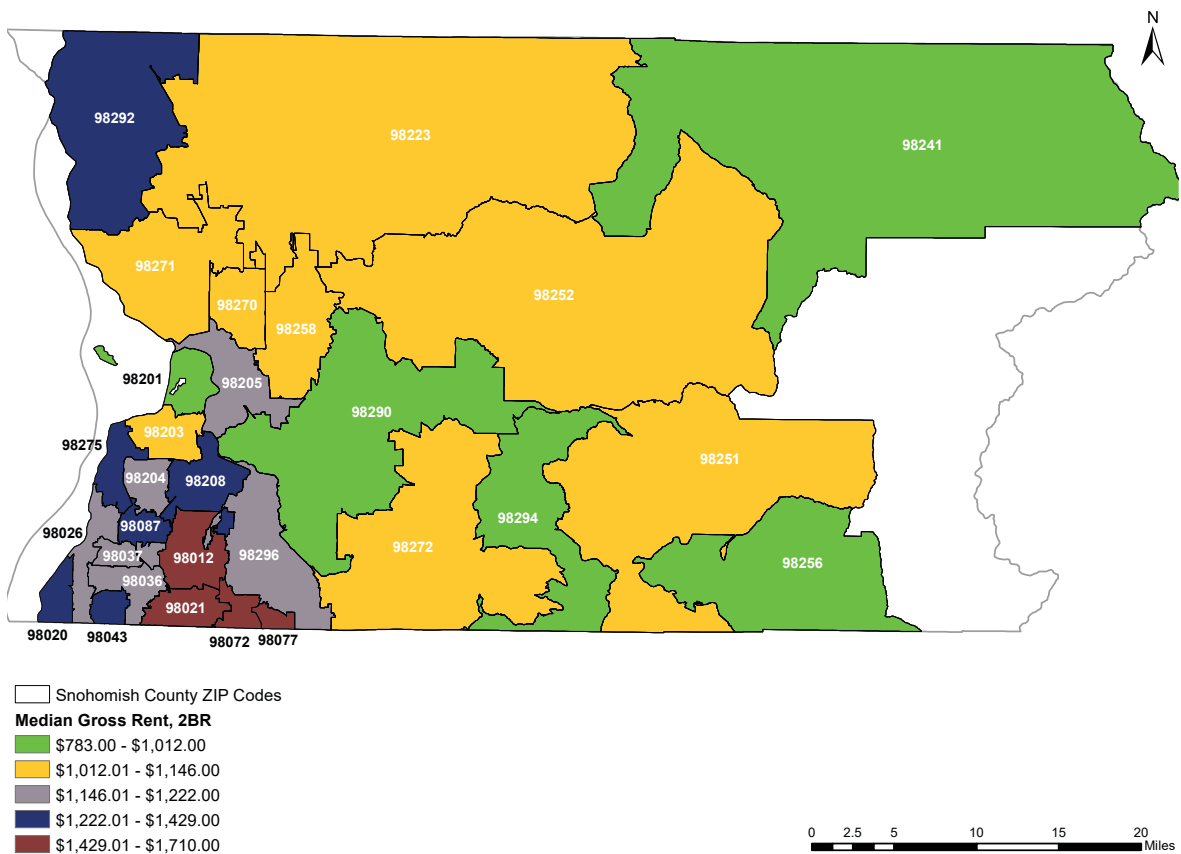 N
98292
98223
98241
98271
98270
98252
98258
98201
98205
98290
98275
98203
98251
98204
98208
98294
98026
98087
98037
98012
98296
98272
98036
98256
98021
98020
98043
98072
98077
Snohomish County ZIP Codes
Median Gross Rent, 2BR
$783.00 - $1,012.00
$1,012.01 - $1,146.00
$1,146.01 - $1,222.00
$1,222.01 - $1,429.00
$1,429.01 - $1,710.00
0 2.5 5 10 15 20
Miles